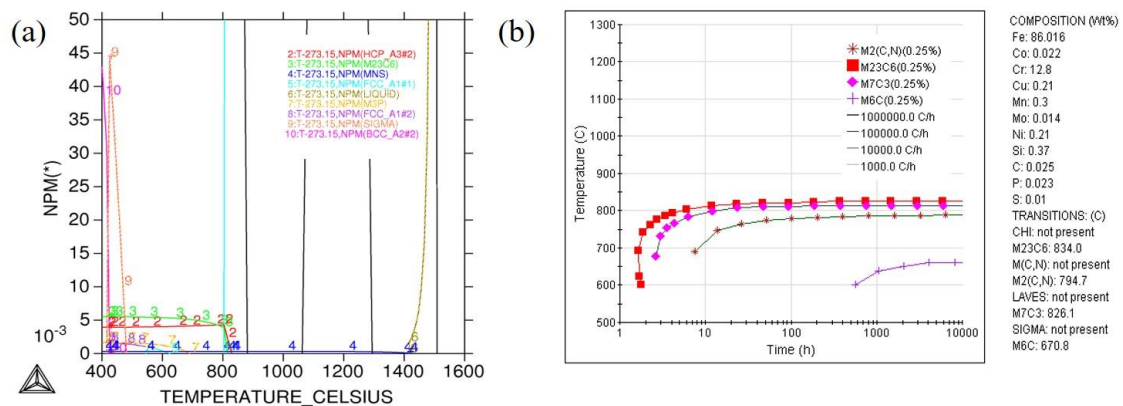 (a)
50
45
40
35
30
25
20
15
10
5
0
10⁻³
NPM(*)
400
600
800
1000
1200
1400
1600
TEMPERATURE_CELSIUS
2:T-273.15,NPM(HCP_A3#2)
3:T-273.15,NPM(M23C6)
4:T-273.15,NPM(MNS)
5:T-273.15,NPM(FCC_A1#1)
6:T-273.15,NPM(LIQUID)
7:T-273.15,NPM(M3P)
8:T-273.15,NPM(FCC_A1#2)
9:T-273.15,NPM(SIGMA)
10:T-273.15,NPM(BCC_A2#2)
(b)
1300
1200
1100
1000
900
800
700
600
500
Temperature (C)
1
10
100
1000
10000
Time (h)
M2(C,N)(0.25%)
M23C6(0.25%)
M7C3(0.25%)
M6C(0.25%)
1000000.0 C/h
100000.0 C/h
10000.0 C/h
1000.0 C/h
COMPOSITION (Wt%)
Fe: 86.016
Co: 0.022
Cr: 12.8
Cu: 0.21
Mn: 0.3
Mo: 0.014
Ni: 0.21
Si: 0.37
C: 0.025
P: 0.023
S: 0.01
TRANSITIONS: (C)
CHI: not present
M23C6: 834.0
M(C,N): not present
M2(C,N): 794.7
LAVES: not present
M7C3: 826.1
SIGMA: not present
M6C: 670.8